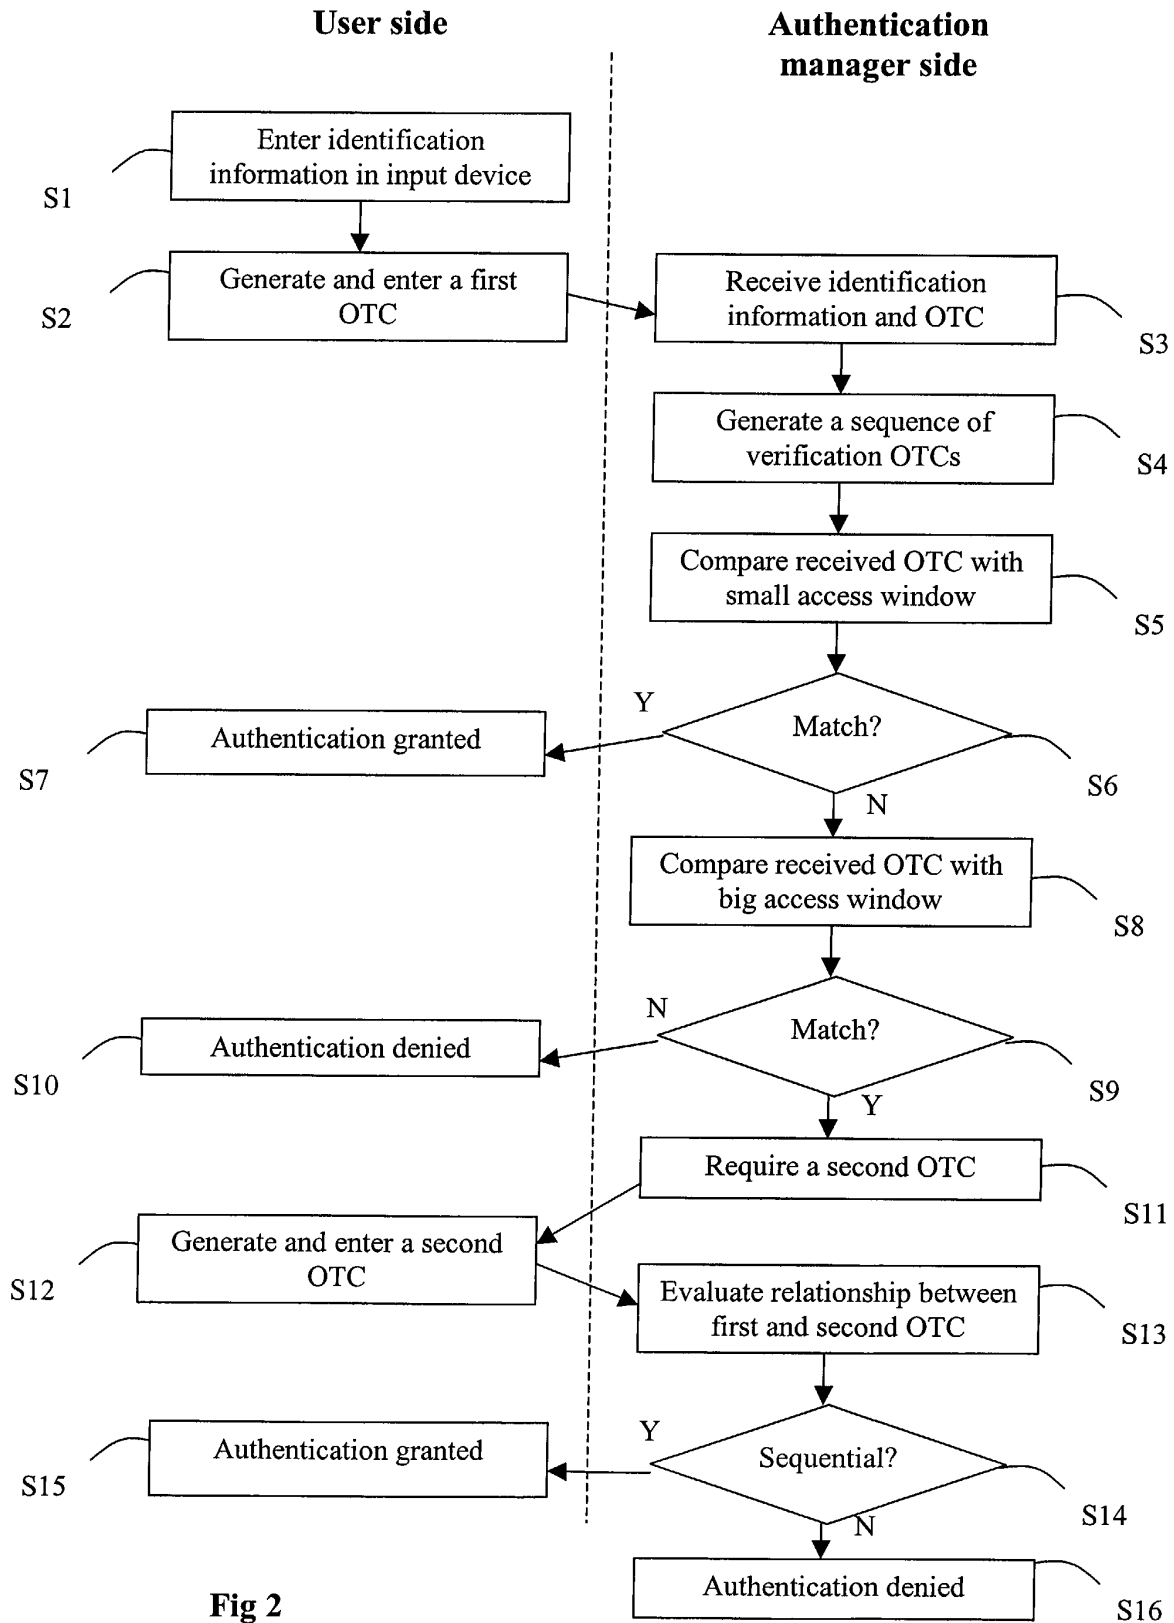 User side
Authentication
manager side
Enter identification
information in input device
S1
Generate and enter a first
OTC
S2
Receive identification
information and OTC
S3
Generate a sequence of
verification OTCs
S4
Compare received OTC with
small access window
S5
Match?
Y
N
S6
Authentication granted
S7
Compare received OTC with
big access window
S8
Match?
N
Y
S9
Authentication denied
S10
Require a second OTC
S11
Generate and enter a second
OTC
S12
Evaluate relationship between
first and second OTC
S13
Sequential?
Y
N
S14
Authentication granted
S15
Authentication denied
S16
Fig 2